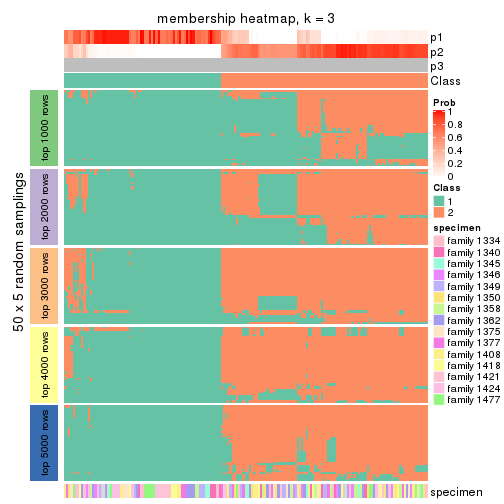 membership heatmap, k = 3
p1
p2
p3
Class
50 x 5 random samplings
top 1000 rows
top 2000 rows
top 3000 rows
top 4000 rows
top 5000 rows
specimen
Prob
1
0.8
0.6
0.4
0.2
0
Class
1
2
specimen
family 1334
family 1340
family 1345
family 1346
family 1349
family 1350
family 1358
family 1362
family 1375
family 1377
family 1408
family 1418
family 1421
family 1424
family 1477